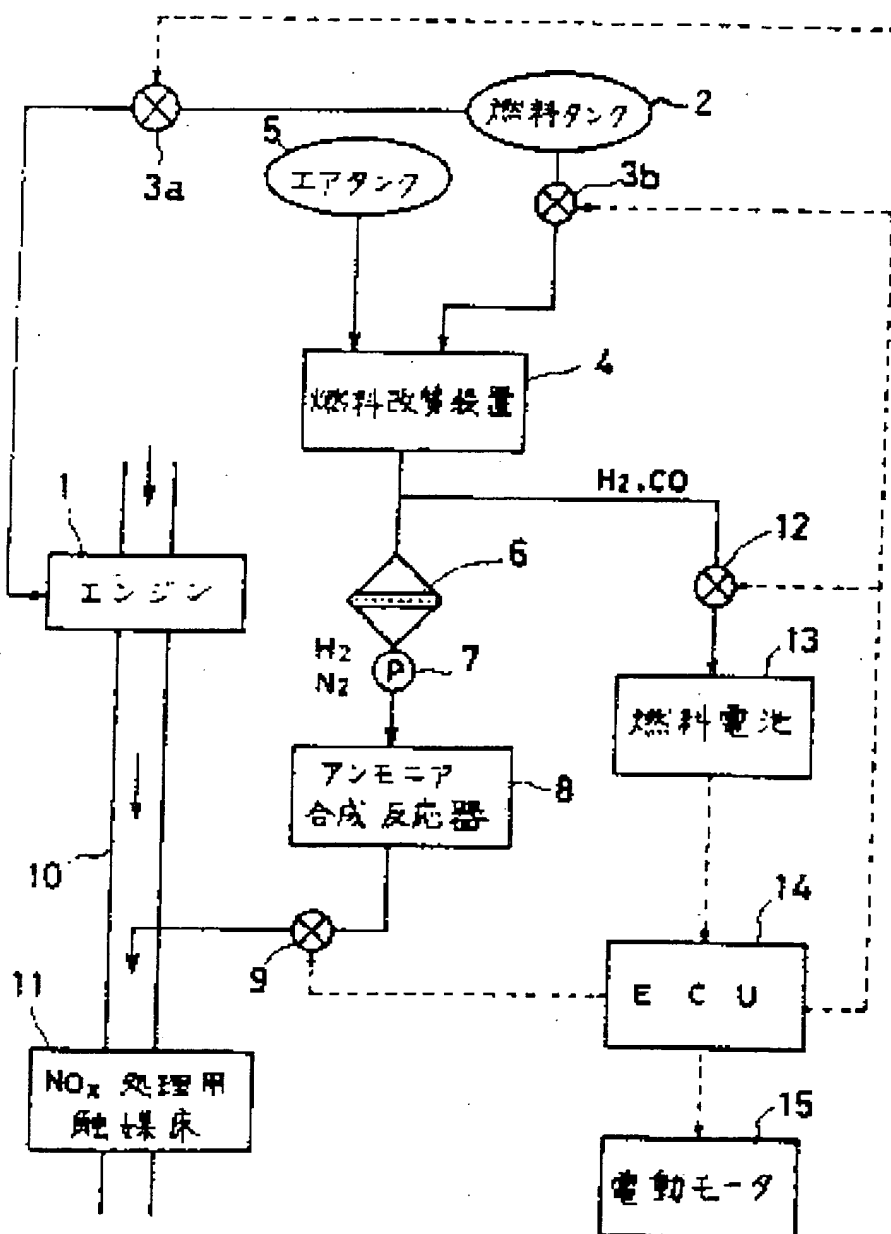 燃料タンク
2
5
エアタンク
3a
3b
燃料改質装置
4
H2.CO
1
エンジン
6
12
H2
N2
P
7
13
燃料電池
アンモニア
合成反応器
8
10
9
14
E C U
11
NOx 処理用
触媒床
15
電動モータ